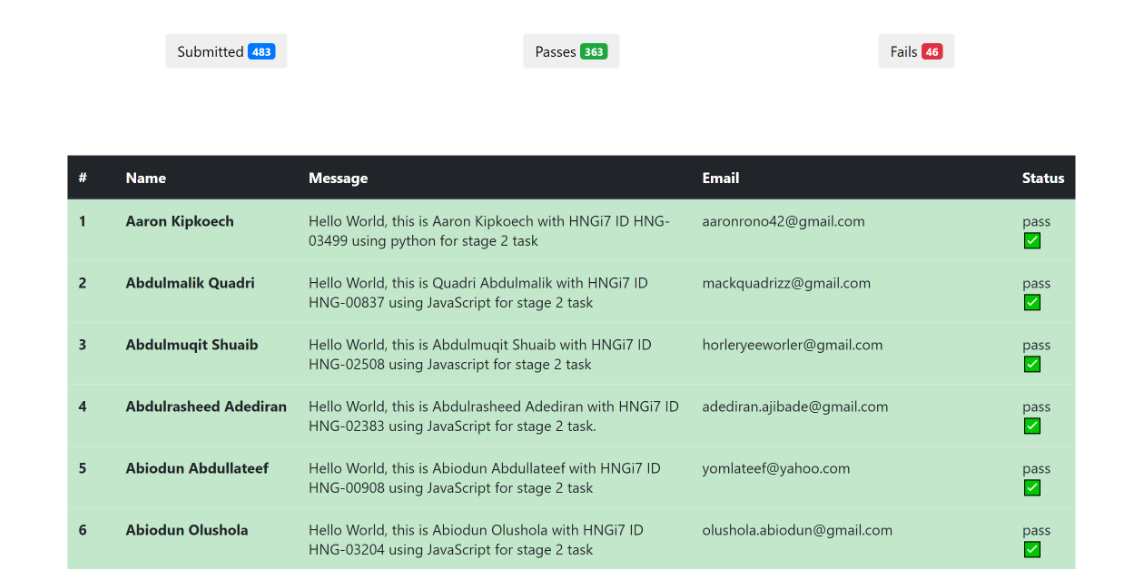 Submitted 483 Passes 363 Fails 46
# Name Message Email Status
1 Aaron Kipkoech Hello World, this is Aaron Kipkoech with HNGi7 ID HNG- aaronrono42@gmail.com pass
03499 using python for stage 2 task
2 Abdulmalik Quadri Hello World, this is Quadri Abdulmalik with HNGi7 ID mackquadrizz@gmail.com pass
HNG-00837 using JavaScript for stage 2 task
3 Abdulmuqit Shuaib Hello World, this is Abdulmuqit Shuaib with HNGi7 ID horleryeeworler@gmail.com pass
HNG-02508 using Javascript for stage 2 task
4 Abdulrasheed Adediran Hello World, this is Abdulrasheed Adediran with HNGi7 ID adediran.ajibade@gmail.com pass
HNG-02383 using JavaScript for stage 2 task.
5 Abiodun Abdullateef Hello World, this is Abiodun Abdullateef with HNGi7 ID yomlateef@yahoo.com pass
HNG-00908 using JavaScript for stage 2 task
6 Abiodun Olushola Hello World, this is Abiodun Olushola with HNGi7 ID olushola.abiodun@gmail.com pass
HNG-03204 using JavaScript for stage 2 task